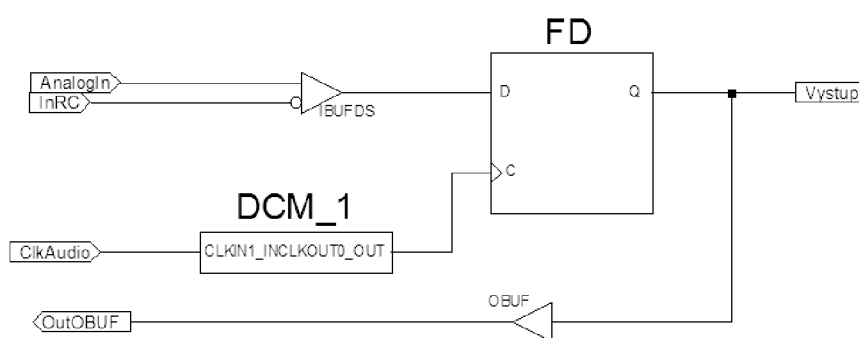 FD
AnalogIn
InRC
IBUFDS
D
Q
Vystup
C
DCM_1
ClkAudio
CLKIN1_INCLKOUT0_OUT
OBUF
OutOBUF